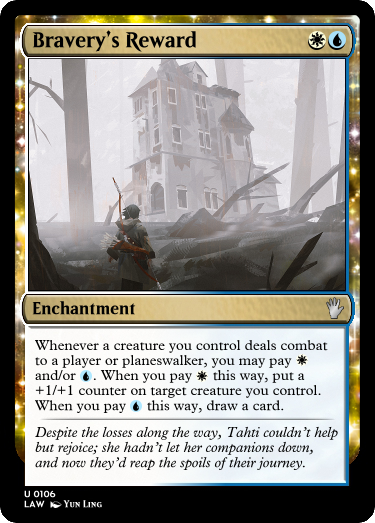 Bravery's Reward
Enchantment
Whenever a creature you control deals combat
to a player or planeswalker, you may pay
and/or . When you pay this way, put a
+1/+1 counter on target creature you control.
When you pay this way, draw a card.
Despite the losses along the way, Tahti couldn't help
but rejoice; she hadn't let her companions down,
and now they'd reap the spoils of their journey.
U 0106
LAW Yun Ling